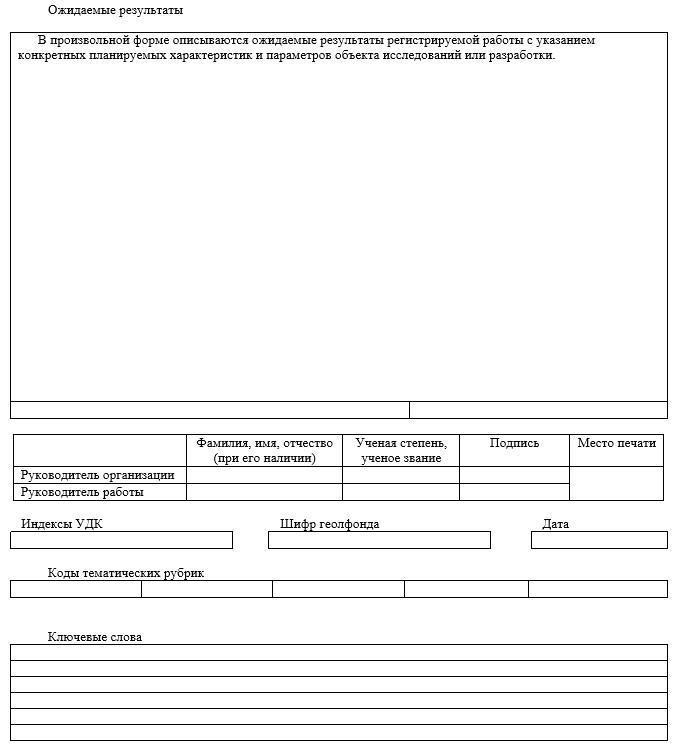 Ожидаемые результаты
В произвольной форме описываются ожидаемые результаты регистрируемой работы с указанием
конкретных планируемых характеристик и параметров объекта исследований или разработки.
Фамилия, имя, отчество Ученая степень, Подпись Место печати
(при его наличии) ученое звание
Руководитель организации
Руководитель работы
Индексы УДК Шифр геолфонда Дата
Коды тематических рубрик
Ключевые слова